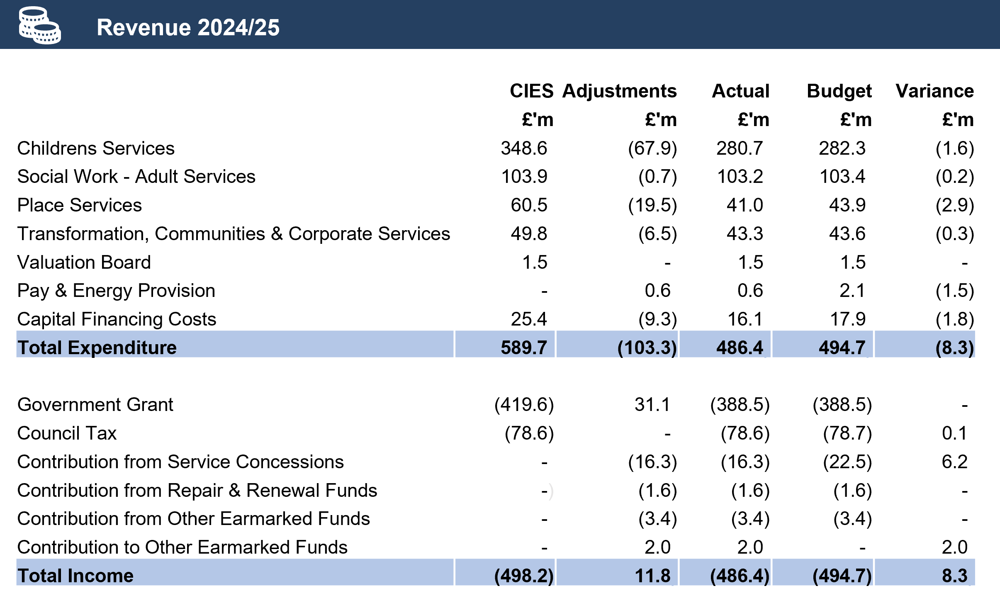 Revenue 2024/25
CIES Adjustments Actual Budget Variance
£'m £'m £'m £'m £'m
Childrens Services 348.6 (67.9) 280.7 282.3 (1.6)
Social Work - Adult Services 103.9 (0.7) 103.2 103.4 (0.2)
Place Services 60.5 (19.5) 41.0 43.9 (2.9)
Transformation, Communities & Corporate Services 49.8 (6.5) 43.3 43.6 (0.3)
Valuation Board 1.5 - 1.5 1.5 -
Pay & Energy Provision - 0.6 0.6 2.1 (1.5)
Capital Financing Costs 25.4 (9.3) 16.1 17.9 (1.8)
Total Expenditure 589.7 (103.3) 486.4 494.7 (8.3)
Government Grant (419.6) 31.1 (388.5) (388.5) -
Council Tax (78.6) - (78.6) (78.7) 0.1
Contribution from Service Concessions - (16.3) (16.3) (22.5) 6.2
Contribution from Repair & Renewal Funds -) (1.6) (1.6) (1.6) -
Contribution from Other Earmarked Funds - (3.4) (3.4) (3.4) -
Contribution to Other Earmarked Funds - 2.0 2.0 - 2.0
Total Income (498.2) 11.8 (486.4) (494.7) 8.3